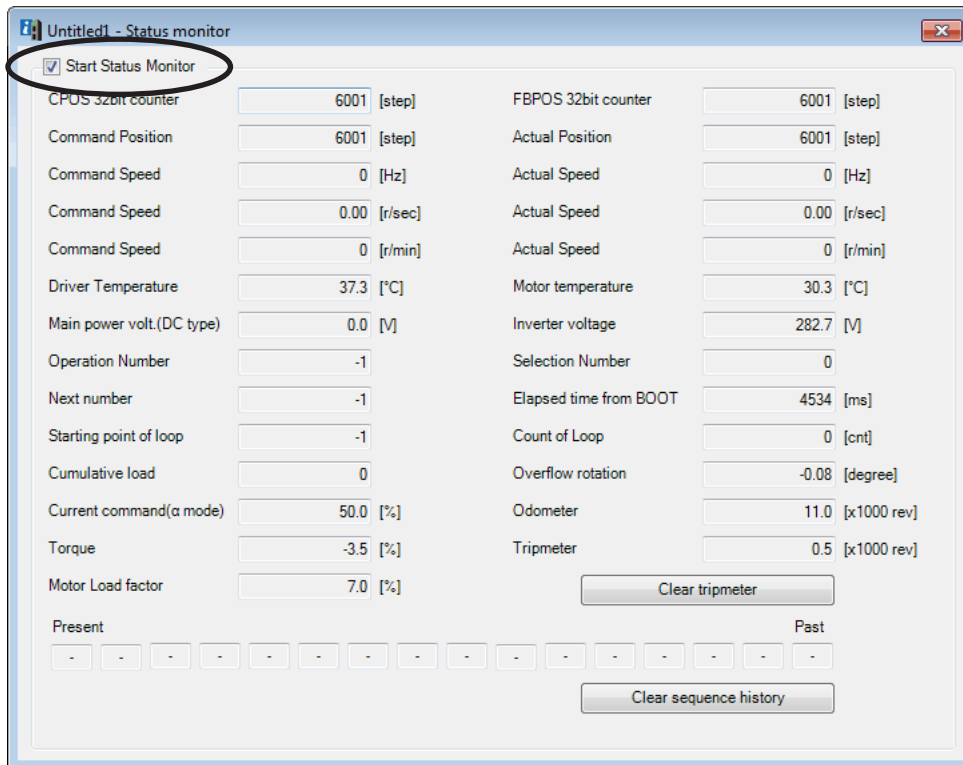 Untitled1 - Status monitor
Start Status Monitor
CPOS 32bit counter 6001 [step] FBPOS 32bit counter 6001 [step]
Command Position 6001 [step] Actual Position 6001 [step]
Command Speed 0 [Hz] Actual Speed 0 [Hz]
Command Speed 0.00 [r/sec] Actual Speed 0.00 [r/sec]
Command Speed 0 [r/min] Actual Speed 0 [r/min]
Driver Temperature 37.3 [°C] Motor temperature 30.3 [°C]
Main power volt.(DC type) 0.0 [V] Inverter voltage 282.7 [V]
Operation Number -1 Selection Number 0
Next number -1 Elapsed time from BOOT 4534 [ms]
Starting point of loop -1 Count of Loop 0 [cnt]
Cumulative load 0 Overflow rotation -0.08 [degree]
Current command(α mode) 50.0 [%] Odometer 11.0 [x1000 rev]
Torque -3.5 [%] Tripmeter 0.5 [x1000 rev]
Motor Load factor 7.0 [%] Clear tripmeter
Present Past
- - - - - - - - - - - - - - - -
Clear sequence history